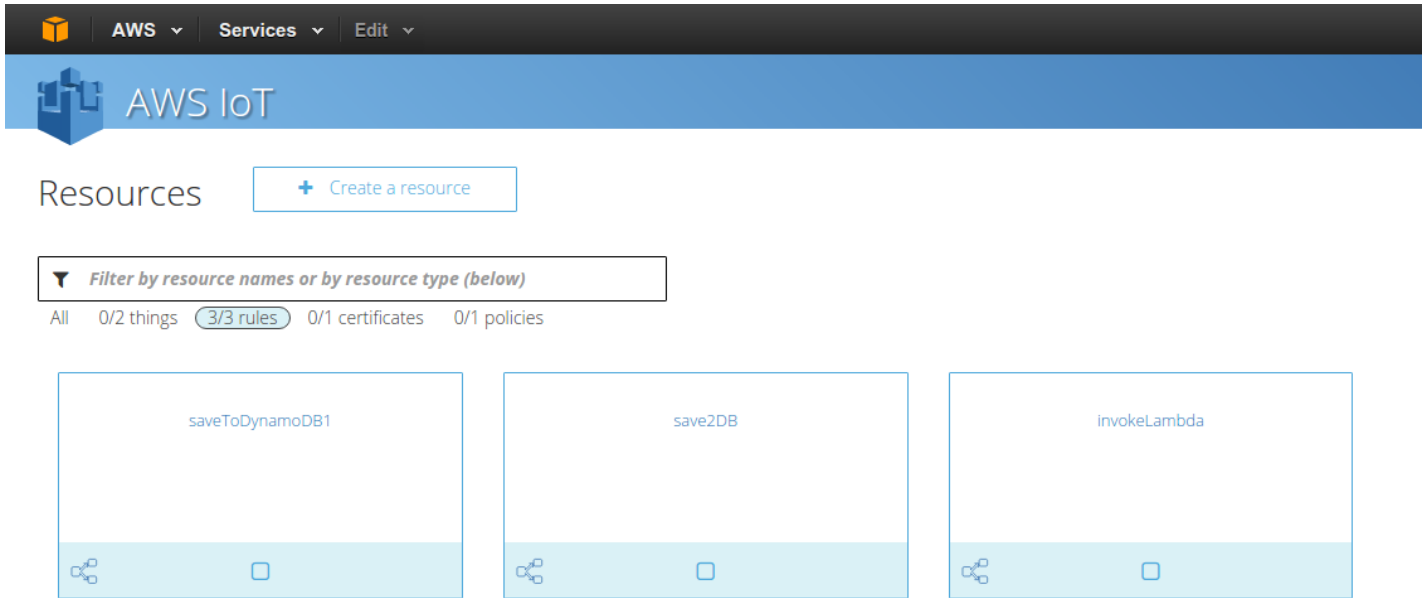 AWS Services Edit
AWS IoT
Resources + Create a resource
Filter by resource names or by resource type (below)
All 0/2 things 3/3 rules 0/1 certificates 0/1 policies
saveToDynamoDB1 save2DB invokeLambda